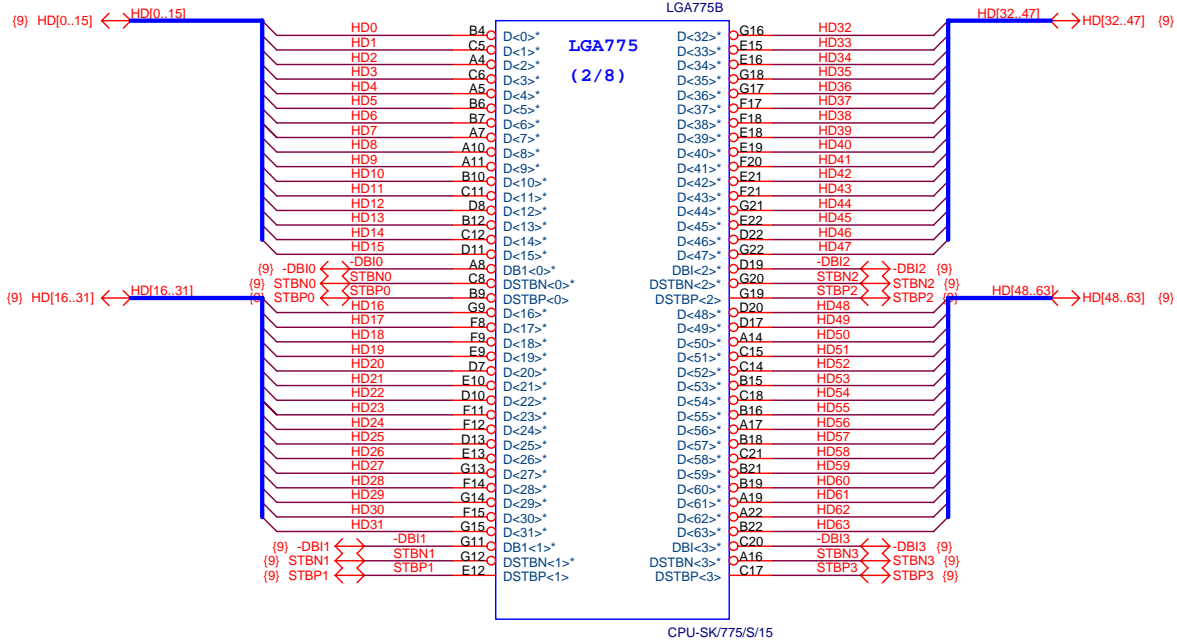 LGA775B
{9} HD[0..15] HD[0..15] HD[32..47] HD[32..47] {9}
HD0 B4 D<0>* D<32>* G16 HD32
HD1 C5 D<1>* LGA775 D<33>* E15 HD33
HD2 A4 D<2>* D<34>* E16 HD34
HD3 C6 D<3>* (2/8) D<35>* G18 HD35
HD4 A5 D<4>* D<36>* G17 HD36
HD5 B6 D<5>* D<37>* F17 HD37
HD6 B7 D<6>* D<38>* F18 HD38
HD7 A7 D<7>* D<39>* E18 HD39
HD8 A10 D<8>* D<40>* E19 HD40
HD9 A11 D<9>* D<41>* F20 HD41
HD10 B10 D<10>* D<42>* E21 HD42
HD11 C11 D<11>* D<43>* F21 HD43
HD12 D8 D<12>* D<44>* G21 HD44
HD13 B12 D<13>* D<45>* E22 HD45
HD14 C12 D<14>* D<46>* D22 HD46
HD15 D11 D<15>* D<47>* G22 HD47
{9} -DBI0 -DBI0 A8 DB1<0>* DBI<2>* D19 -DBI2 -DBI2 {9}
{9} STBN0 STBN0 C8 DSTBN<0>* DSTBN<2>* G20 STBN2 STBN2 {9}
{9} STBP0 STBP0 B9 DSTBP<0> DSTBP<2> G19 STBP2 STBP2 {9}
{9} HD[16..31] HD[16..31] HD[48..63] HD[48..63] {9}
HD16 G9 D<16>* D<48>* D20 HD48
HD17 F8 D<17>* D<49>* D17 HD49
HD18 F9 D<18>* D<50>* A14 HD50
HD19 E9 D<19>* D<51>* C15 HD51
HD20 D7 D<20>* D<52>* C14 HD52
HD21 E10 D<21>* D<53>* B15 HD53
HD22 D10 D<22>* D<54>* C18 HD54
HD23 F11 D<23>* D<55>* B16 HD55
HD24 F12 D<24>* D<56>* A17 HD56
HD25 D13 D<25>* D<57>* B18 HD57
HD26 E13 D<26>* D<58>* C21 HD58
HD27 G13 D<27>* D<59>* B21 HD59
HD28 F14 D<28>* D<60>* B19 HD60
HD29 G14 D<29>* D<61>* A19 HD61
HD30 F15 D<30>* D<62>* A22 HD62
HD31 G15 D<31>* D<63>* B22 HD63
{9} -DBI1 -DBI1 G11 DB1<1>* DBI<3>* C20 -DBI3 -DBI3 {9}
{9} STBN1 STBN1 G12 DSTBN<1>* DSTBN<3>* A16 STBN3 STBN3 {9}
{9} STBP1 STBP1 E12 DSTBP<1> DSTBP<3> C17 STBP3 STBP3 {9}
CPU-SK/775/S/15